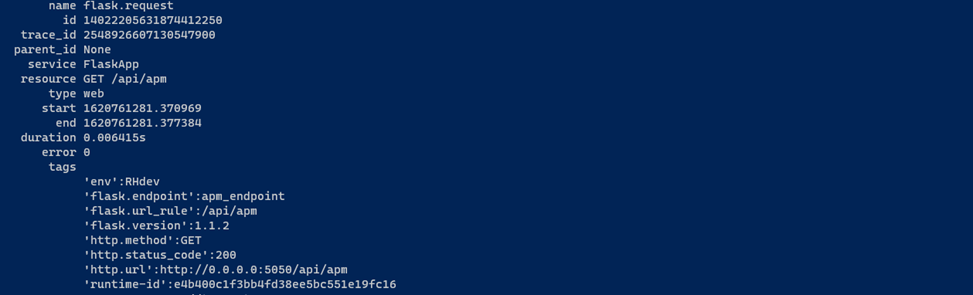 name flask.request
id 14022205631874412250
trace_id 2548926607130547900
parent_id None
service FlaskApp
resource GET /api/apm
type web
start 1620761281.370969
end 1620761281.377384
duration 0.006415s
error 0
tags
'env':RHdev
'flask.endpoint':apm_endpoint
'flask.url_rule':/api/apm
'flask.version':1.1.2
'http.method':GET
'http.status_code':200
'http.url':http://0.0.0.0:5050/api/apm
'runtime-id':e4b400c1f3bb4fd38ee5bc551e19fc16